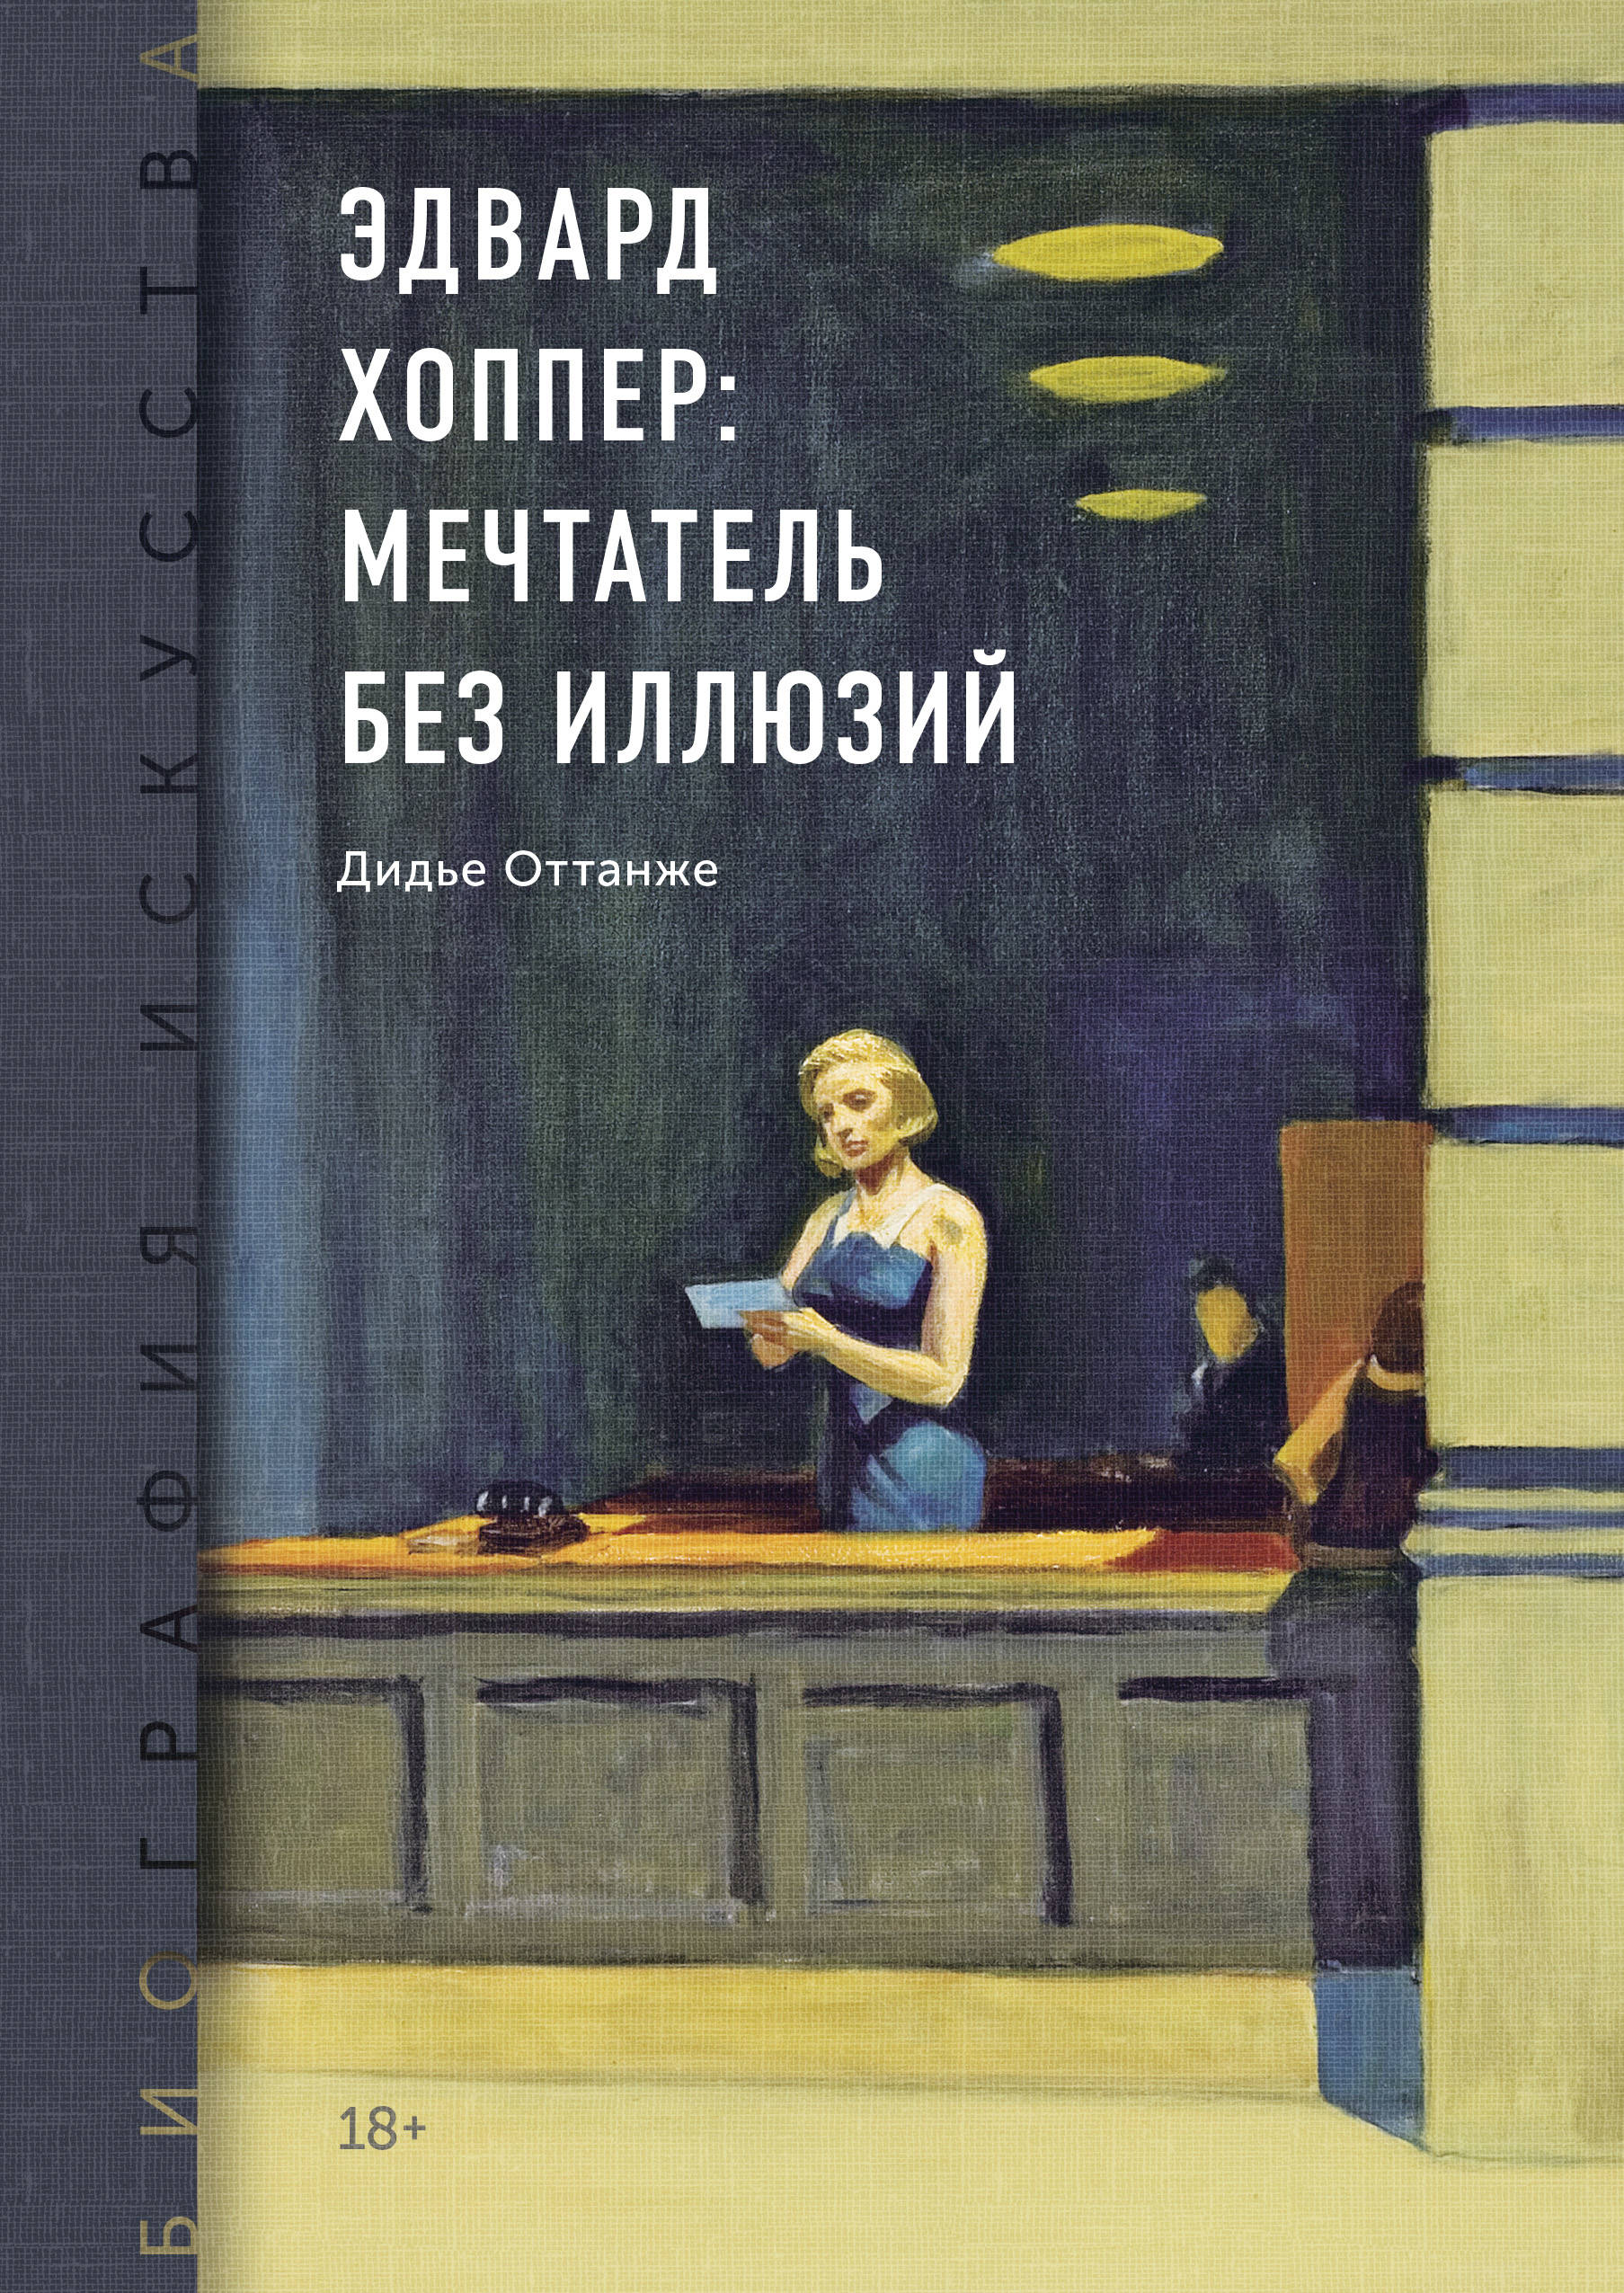 ЭДВАРД
ХОППЕР:
МЕЧТАТЕЛЬ
БЕЗ ИЛЛЮЗИЙ
Дидье Оттанже
18+
БИОГРАФИЯ ИСКУССТВА